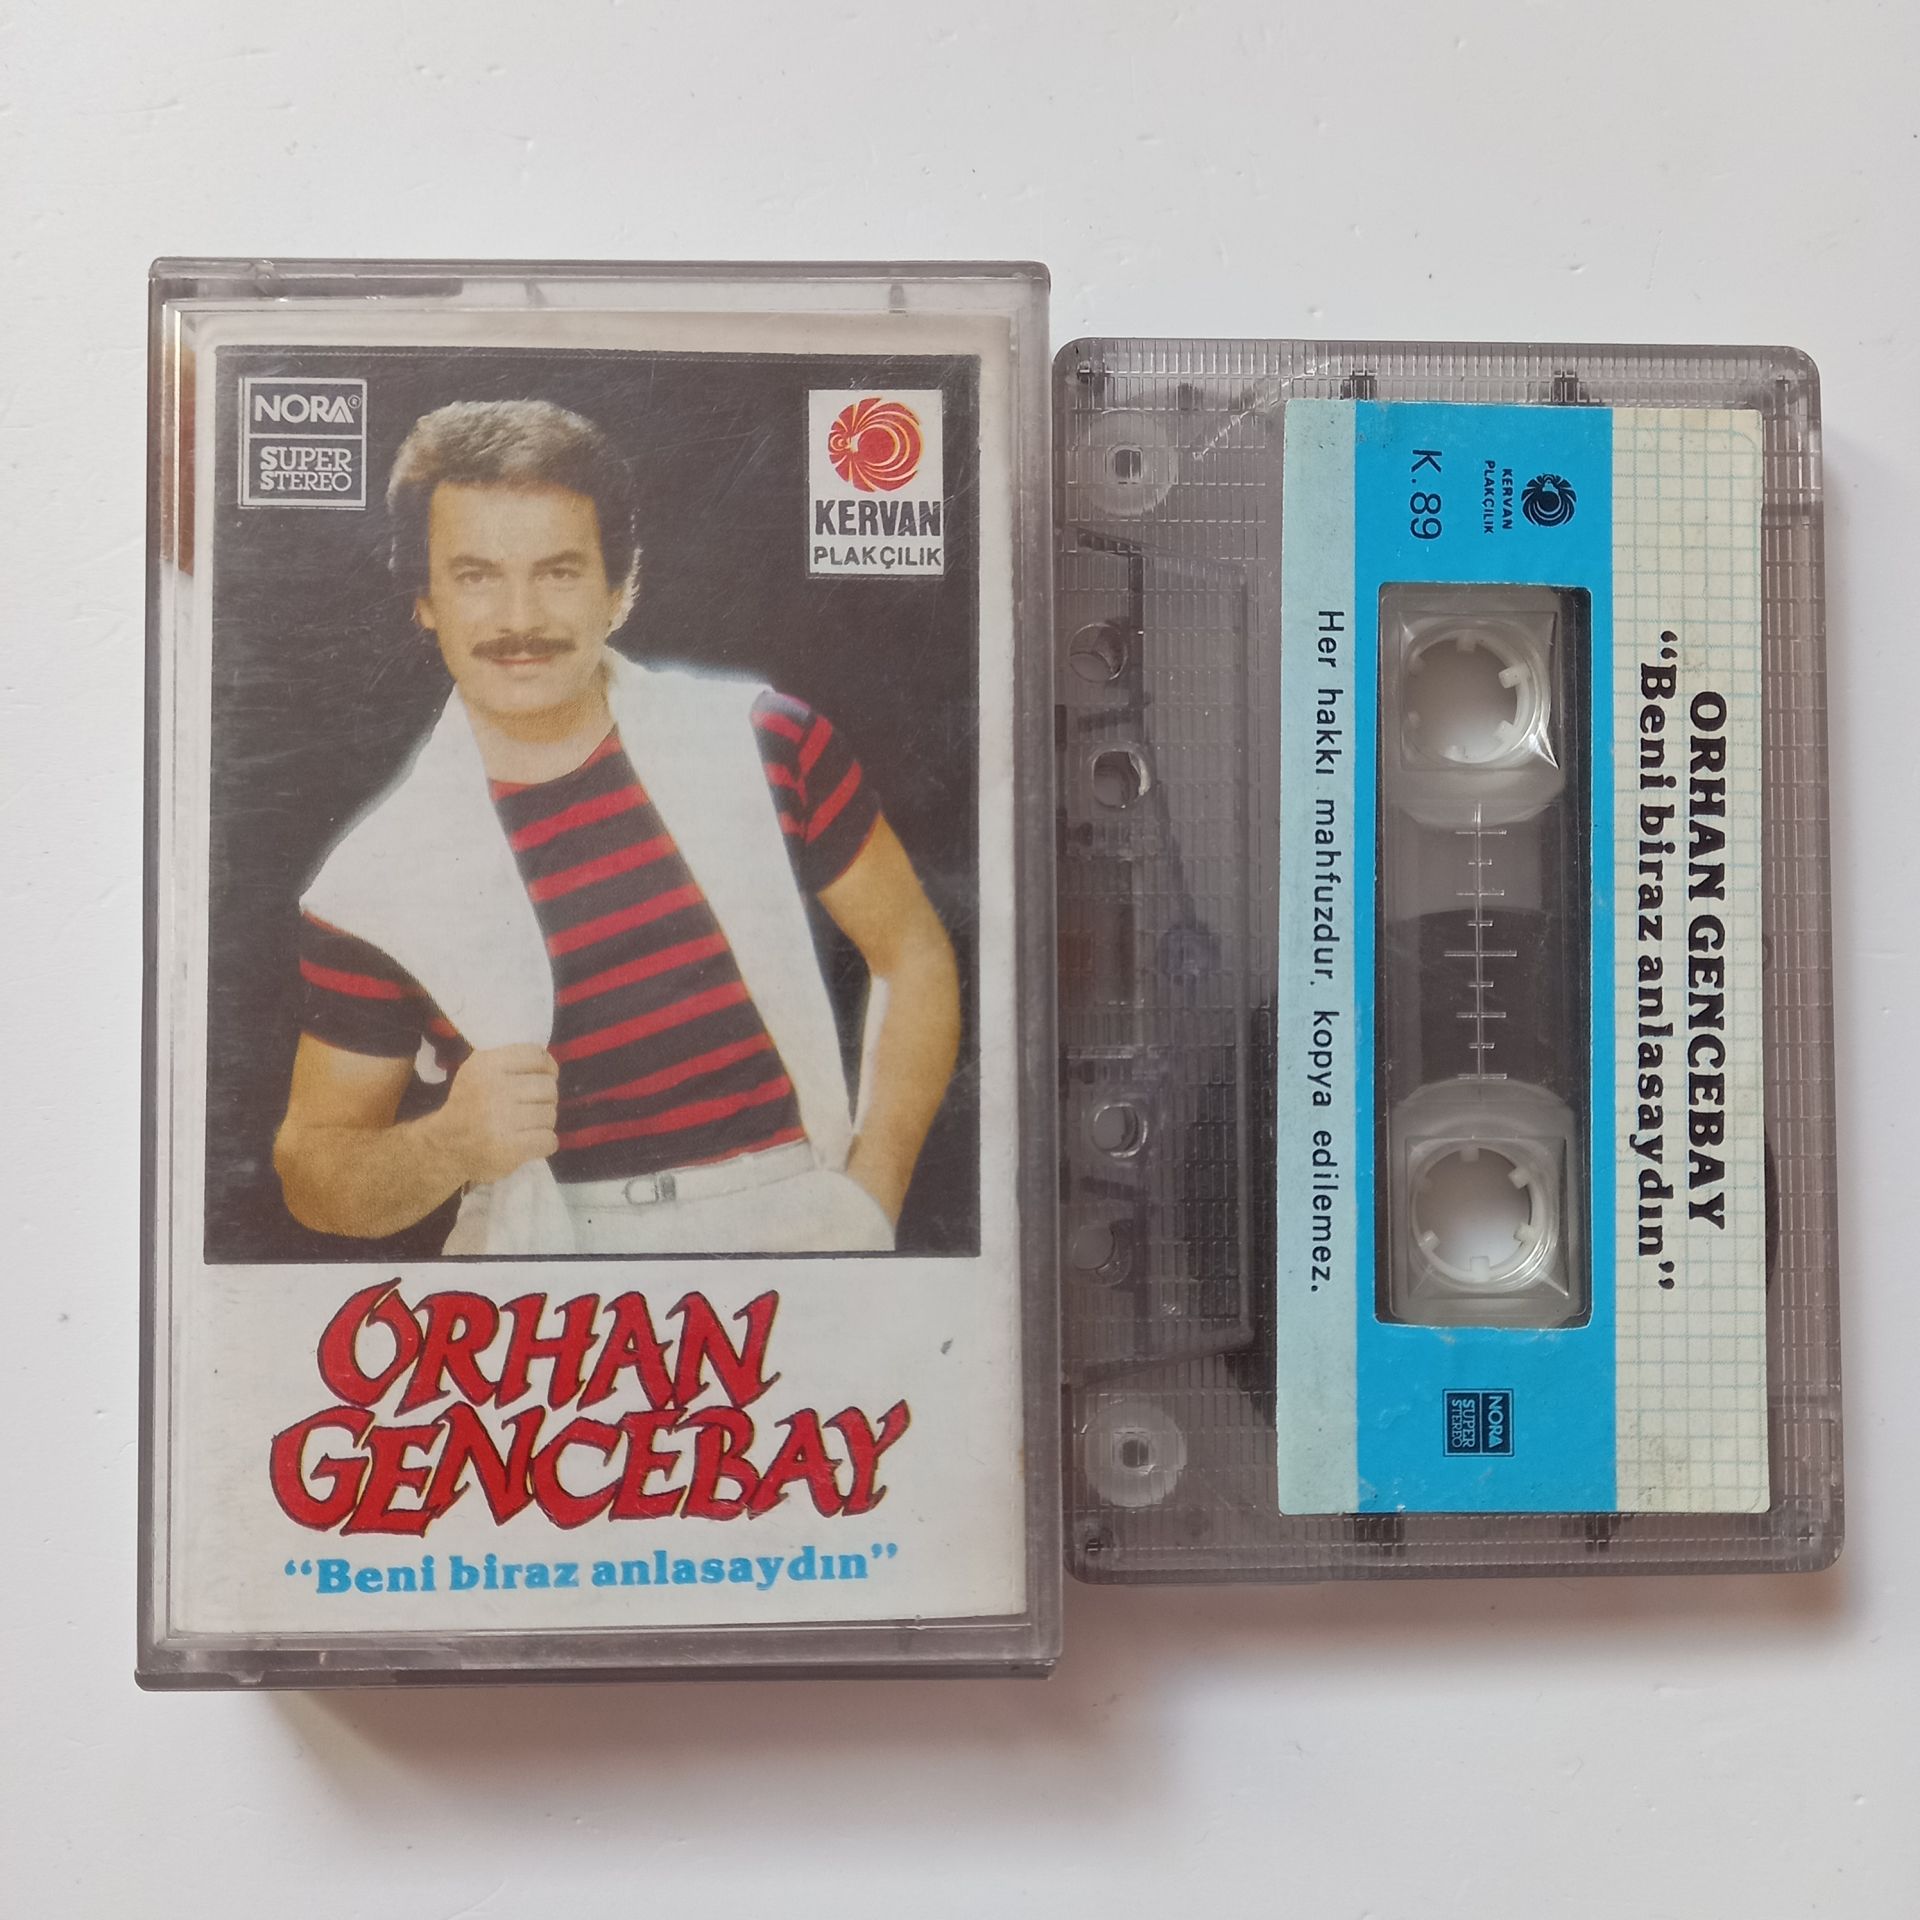 NORA®
SUPER
STEREO
KERVAN
PLAKÇILIK
ORHAN
GENCEBAY
“Beni biraz anlasaydın”
ORHAN GENCEBAY
“Beni biraz anlasaydın”
KERVAN
PLAKÇILIK
K.89
NORA
SUPER
STEREO
Her hakkı mahfuzdur, kopya edilemez.